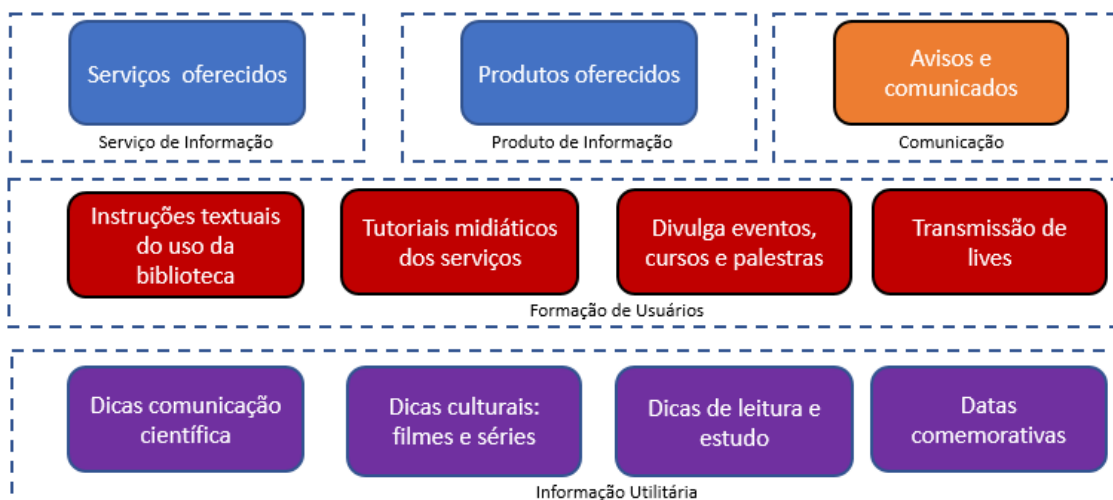 Serviços oferecidos
Produtos oferecidos
Avisos e
comunicados
Serviço de Informação
Produto de Informação
Comunicação
Instruções textuais
do uso da
biblioteca
Tutoriais midiáticos
dos serviços
Divulga eventos,
cursos e palestras
Transmissão de
lives
Formação de Usuários
Dicas comunicação
científica
Dicas culturais:
filmes e séries
Dicas de leitura e
estudo
Datas
comemorativas
Informação Utilitária